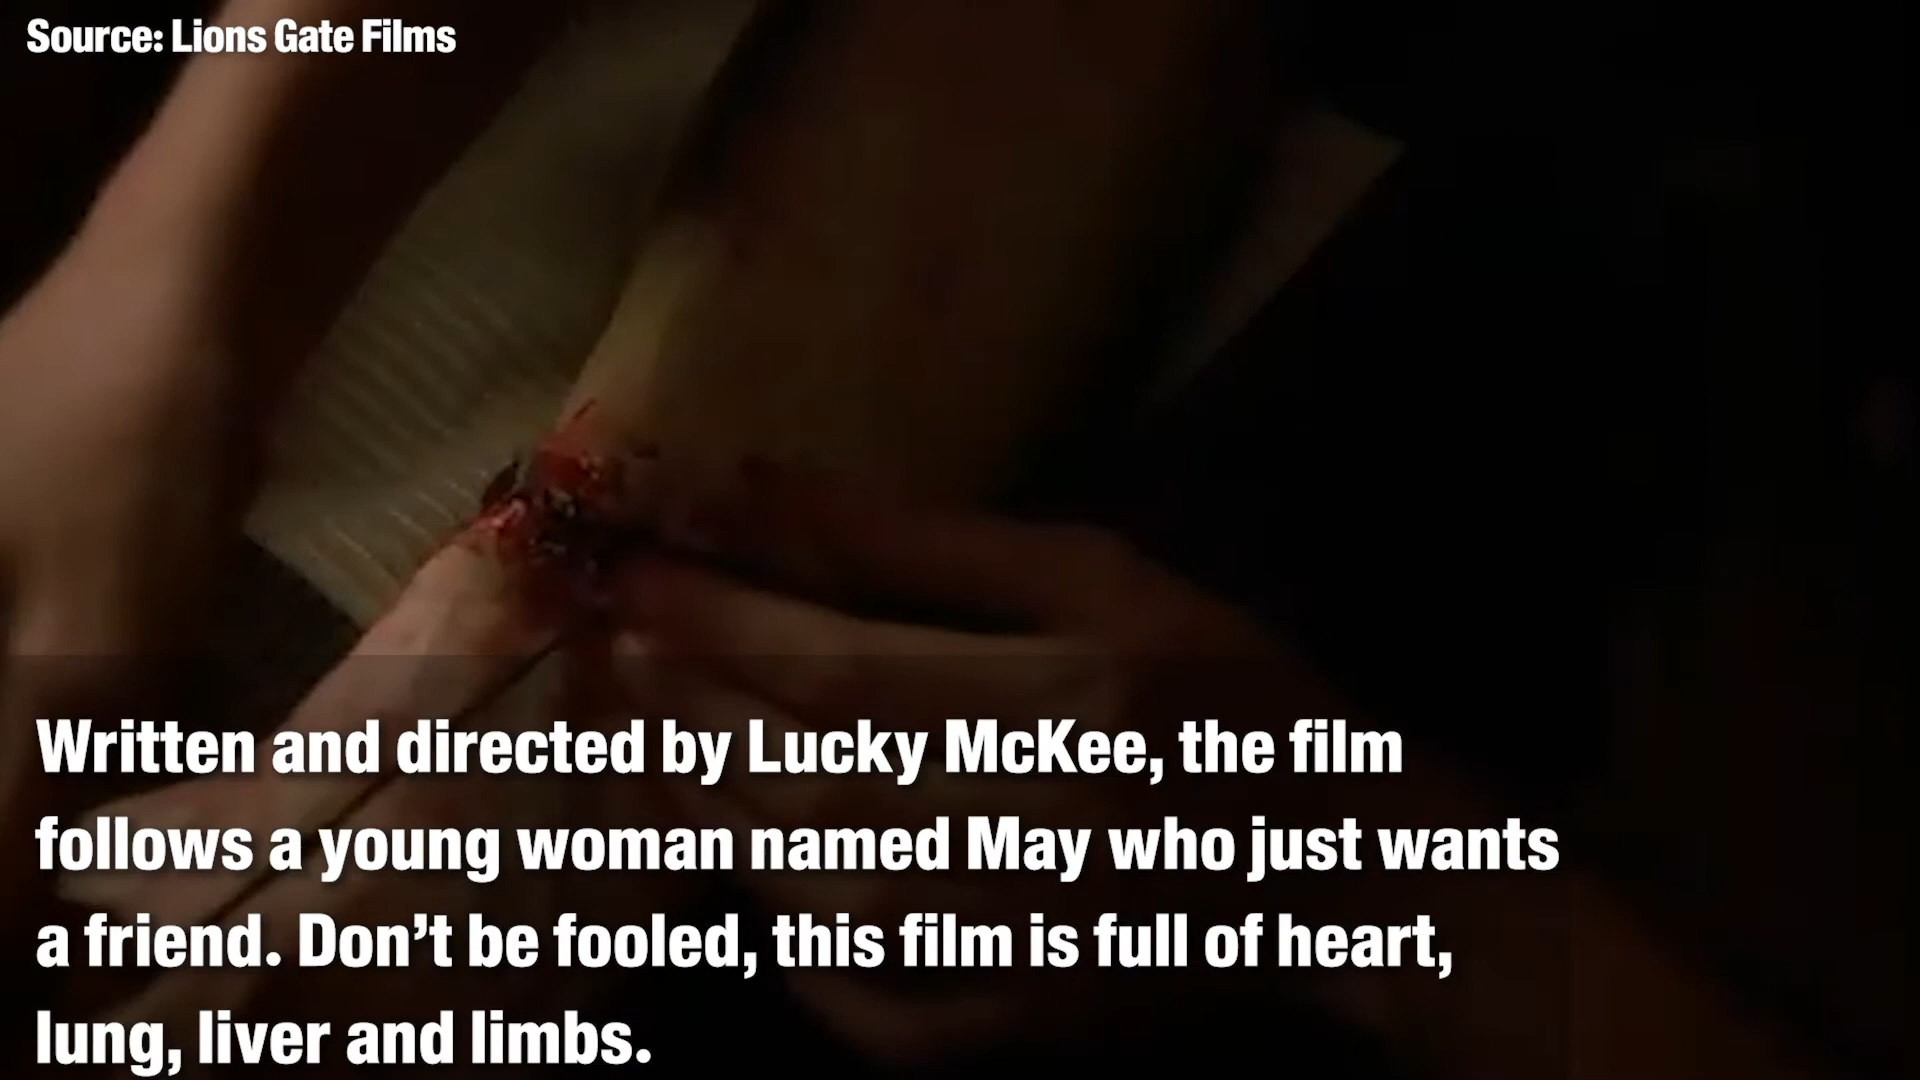 Source: Lions Gate Films
Written and directed by Lucky McKee, the film
follows a young woman named May who just wants
a friend. Don’t be fooled, this film is full of heart,
lung, liver and limbs.